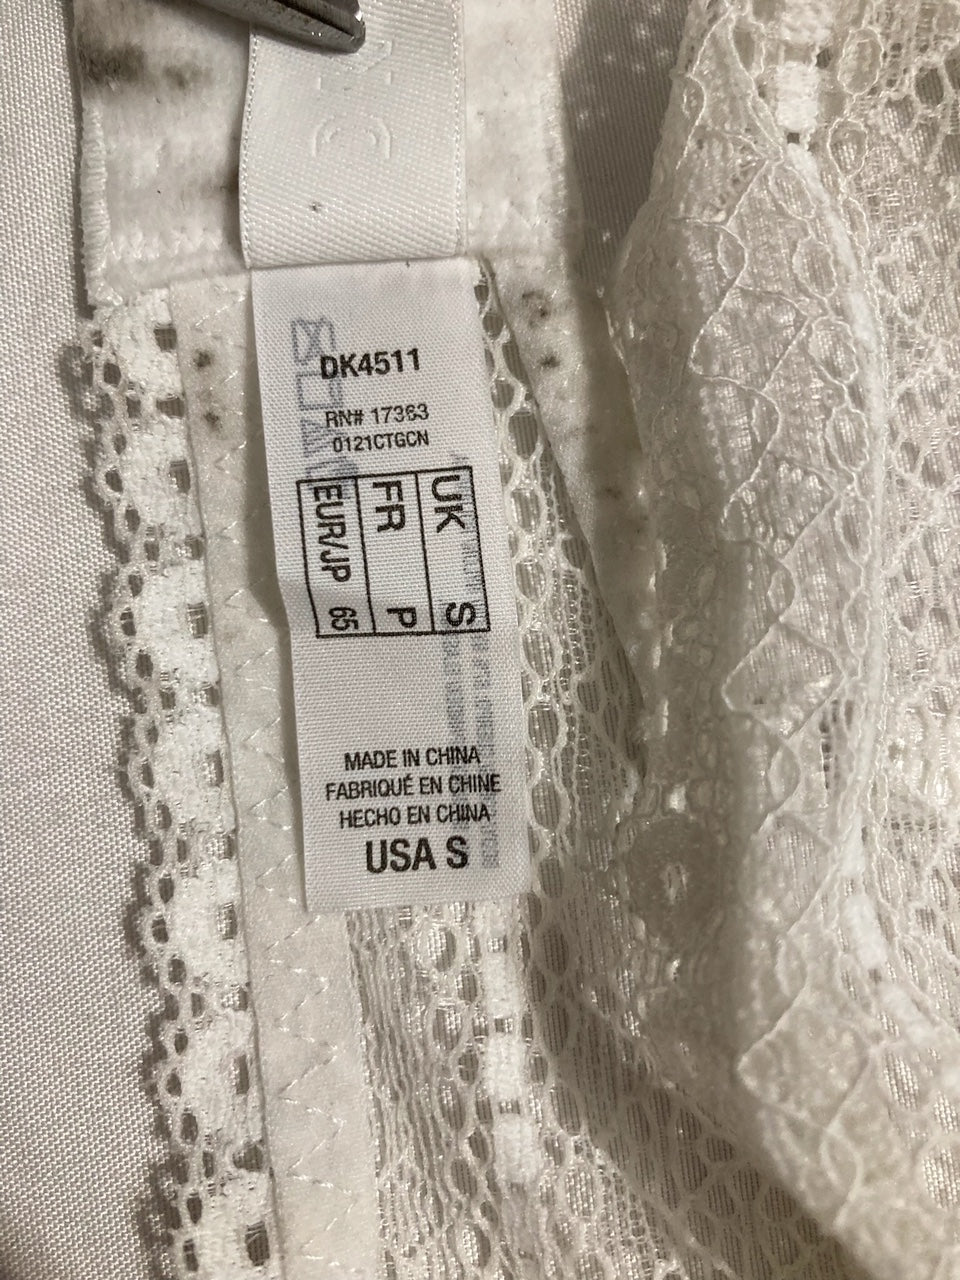 DK4511
RN# 17363
0121CTGCN
UK S
FR P
EUR/JP 65
MADE IN CHINA
FABRIQUÉ EN CHINE
HECHO EN CHINA
USA S